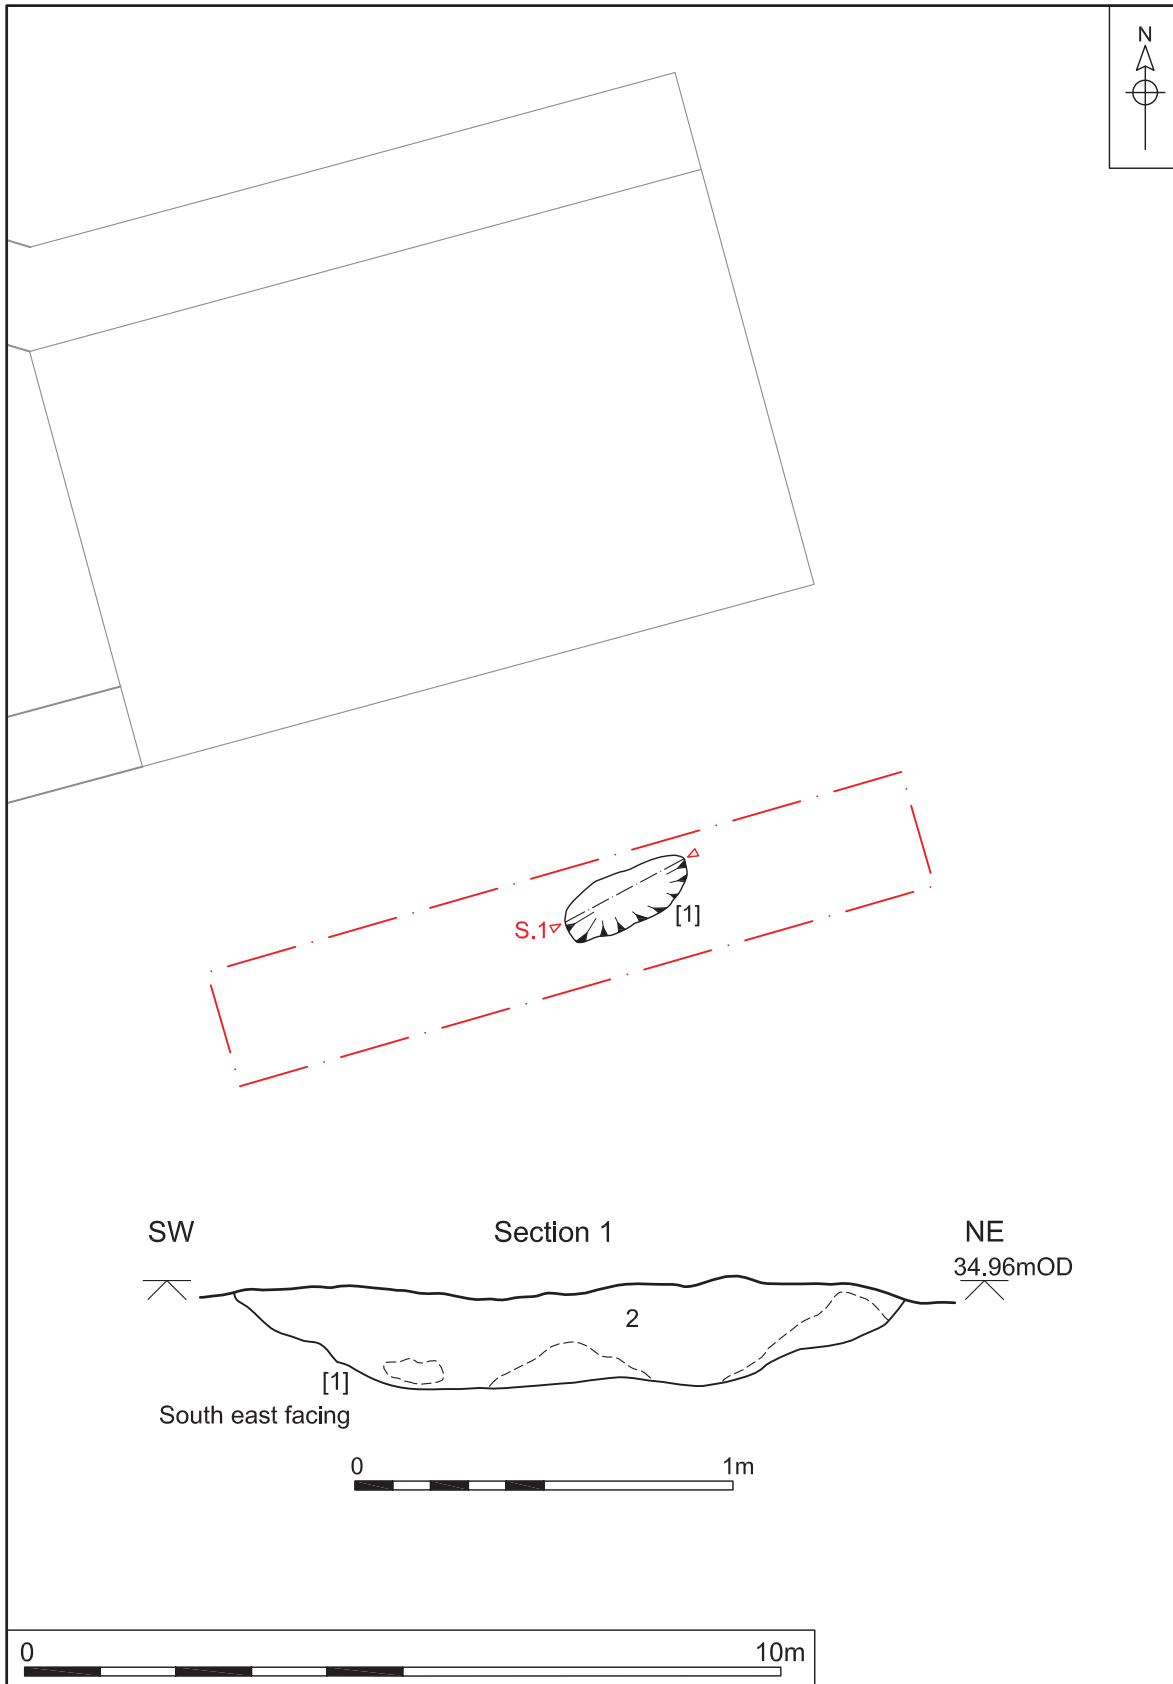 N
S.1
[1]
SW
Section 1
NE
34.96mOD
2
[1]
South east facing
0
1m
0
10m